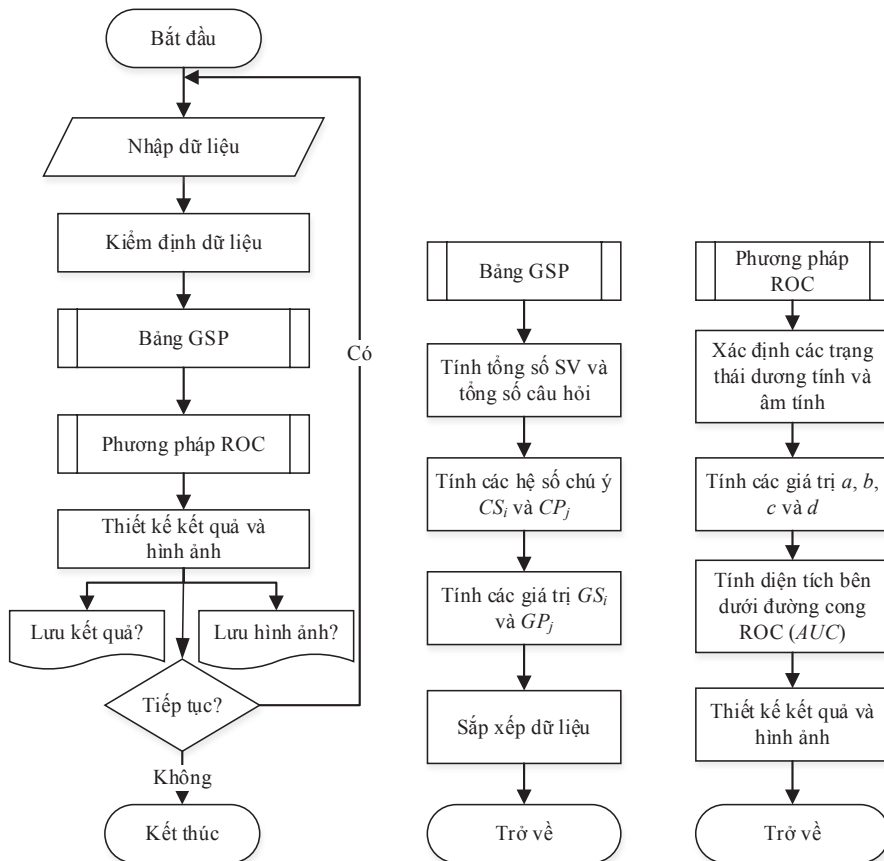 Bắt đầu
Nhập dữ liệu
Kiểm định dữ liệu
Bảng GSP
Phương pháp ROC
Thiết kế kết quả và
hình ảnh
Lưu kết quả?
Lưu hình ảnh?
Tiếp tục?
Có
Không
Kết thúc
Bảng GSP
Tính tổng số SV và
tổng số câu hỏi
Tính các hệ số chú ý
CSi và CPj
Tính các giá trị GSi
và GPj
Sắp xếp dữ liệu
Trở về
Phương pháp
ROC
Xác định các trạng
thái dương tính và
âm tính
Tính các giá trị a, b,
c và d
Tính diện tích bên
dưới đường cong
ROC (AUC)
Thiết kế kết quả và
hình ảnh
Trở về